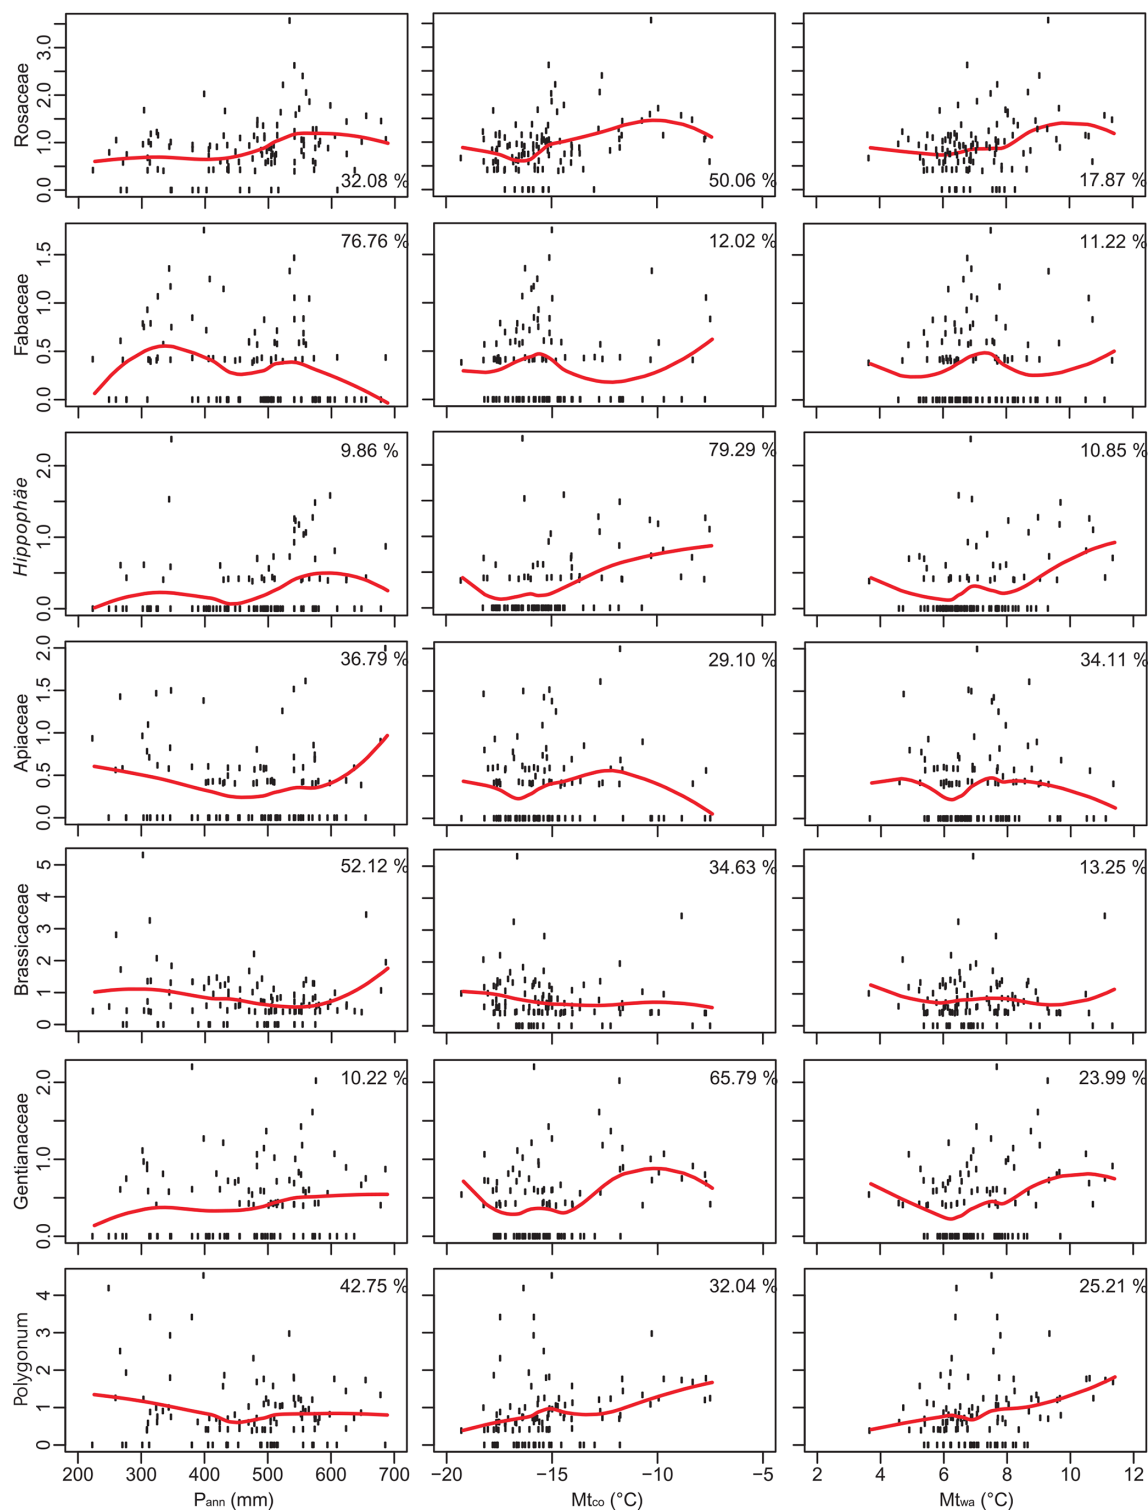 Rosaceae
0.0 1.0 2.0 3.0
32.08 %
50.06 %
17.87 %
Fabaceae
0.0 0.5 1.0 1.5
76.76 %
12.02 %
11.22 %
Hippophäe
0.0 1.0 2.0
9.86 %
79.29 %
10.85 %
Apiaceae
0.0 0.5 1.0 1.5 2.0
36.79 %
29.10 %
34.11 %
Brassicaceae
0 1 2 3 4 5
52.12 %
34.63 %
13.25 %
Gentianaceae
0.0 1.0 2.0
10.22 %
65.79 %
23.99 %
Polygonum
0 1 2 3 4
42.75 %
32.04 %
25.21 %
200 300 400 500 600 700
−20 −15 −10 −5
2 4 6 8 10 12
Pann (mm)
Mtco (°C)
Mtwa (°C)